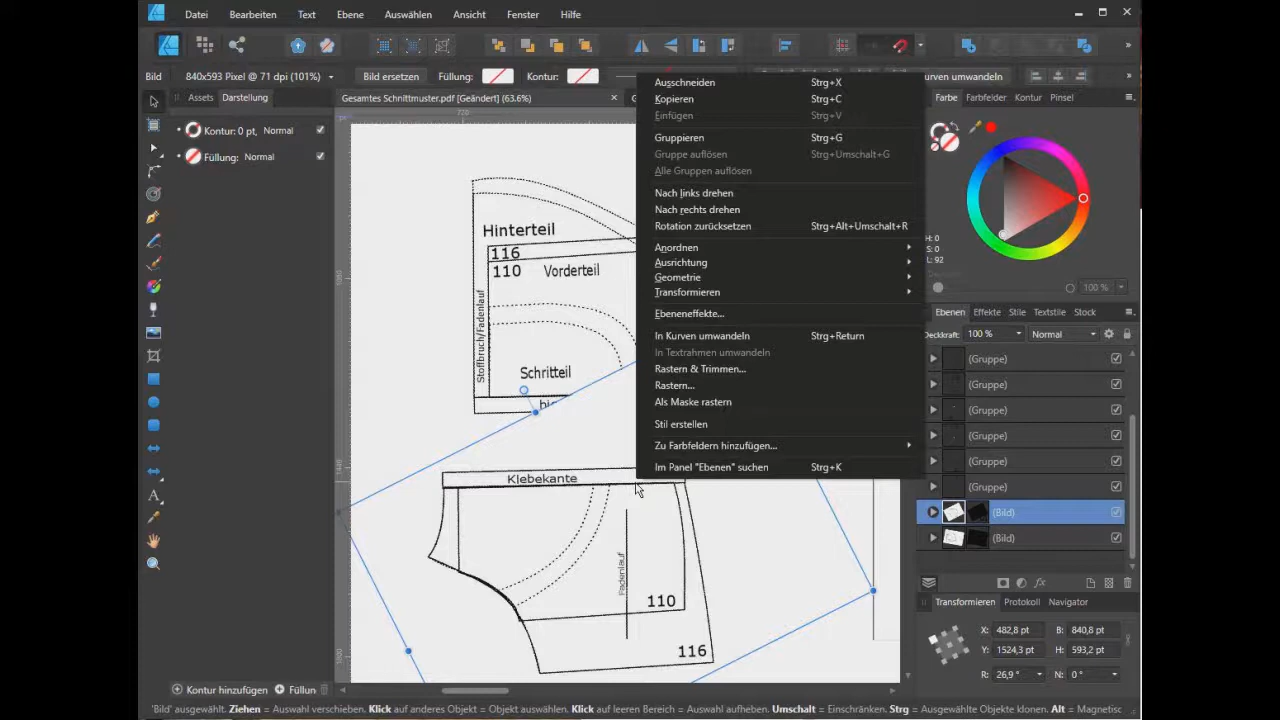 Datei Bearbeiten Text Ebene Auswählen Ansicht Fenster Hilfe
Bild 840x593 Pixel @ 71 dpi (101%) Bild ersetzen Füllung: Kontur: Kurven umwandeln
Assets Darstellung
Gesamtes Schnittmuster.pdf [Geändert] (63.6%)
Farbe Farbfelder Kontur Pinsel
Kontur: 0 pt, Normal
Füllung: Normal
Ausschneiden Strg+X
Kopieren Strg+C
Einfügen Strg+V
Gruppieren Strg+G
Gruppe auflösen Strg+Umschalt+G
Alle Gruppen auflösen
Nach links drehen
Nach rechts drehen
Rotation zurücksetzen Strg+Alt+Umschalt+R
Anordnen
Ausrichtung
Geometrie
Transformieren
Ebeneneffekte...
In Kurven umwandeln Strg+Return
In Textrahmen umwandeln
Rastern & Trimmen...
Rastern...
Als Maske rastern
Stil erstellen
Zu Farbfeldern hinzufügen...
Im Panel "Ebenen" suchen Strg+K
Hinterteil
116
110 Vorderteil
Stoffbruch/Fadenlauf
Schritteil
Klebekante
Fadenlauf
110
116
H: 0
S: 0
L: 92
100 %
Ebenen Effekte Stile Textstile Stock
Deckkraft: 100 % Normal
(Gruppe)
(Gruppe)
(Gruppe)
(Gruppe)
(Gruppe)
(Gruppe)
(Bild)
(Bild)
Transformieren Protokoll Navigator
X: 482,8 pt B: 840,8 pt
Y: 1524,3 pt H: 593,2 pt
R: 26,9 ° N: 0 °
Kontur hinzufügen Füllun
'Bild' ausgewählt. Ziehen = Auswahl verschieben. Klick auf anderes Objekt = Objekt auswählen. Klick auf leeren Bereich = Auswahl aufheben. Umschalt = Einschränken. Strg = Ausgewählte Objekte klonen. Alt = Magnetisc